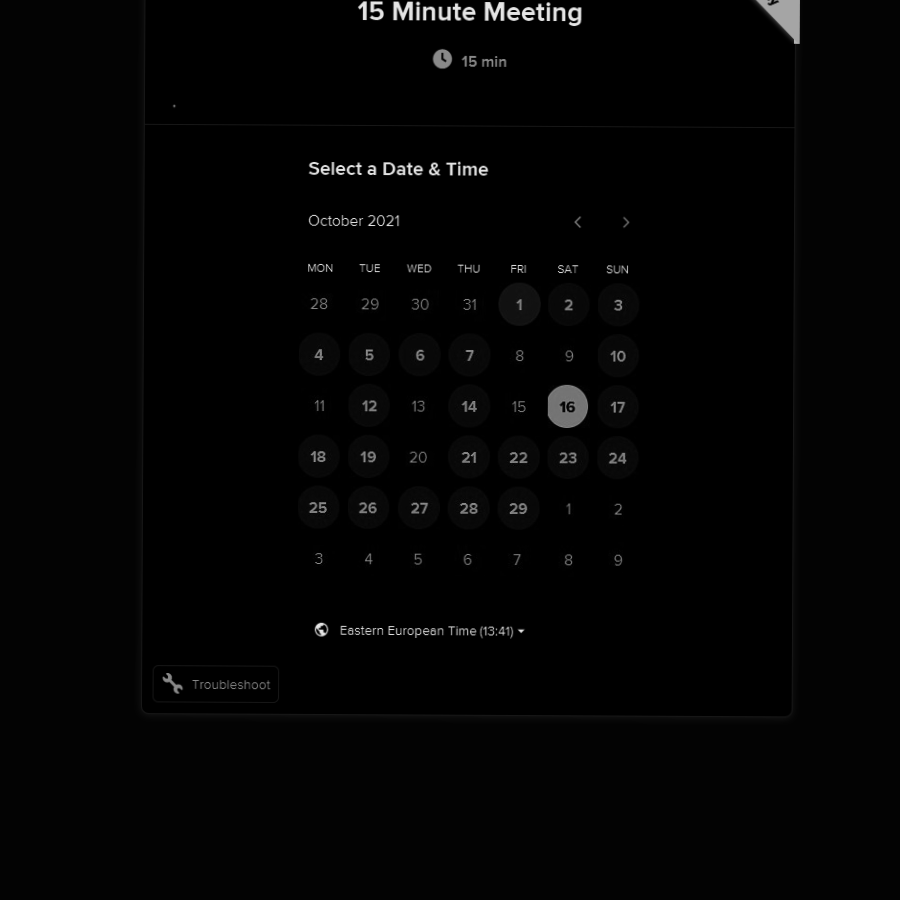 15 Minute Meeting
15 min
Select a Date & Time
October 2021
MON TUE WED THU FRI SAT SUN
28 29 30 31 1 2 3
4 5 6 7 8 9 10
11 12 13 14 15 16 17
18 19 20 21 22 23 24
25 26 27 28 29 1 2
3 4 5 6 7 8 9
Eastern European Time (13:41)
Troubleshoot